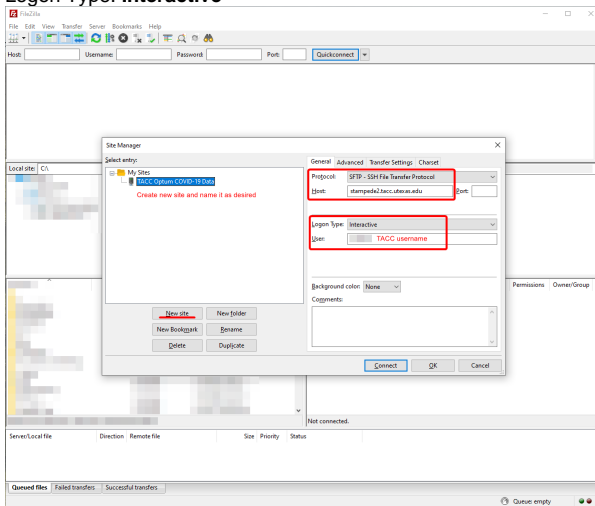 Logon Type: Interactive
FileZilla
File Edit View Transfer Server Bookmarks Help
Host: Username: Password: Port: Quickconnect
Site Manager
Select entry:
My Sites
TACC Optum COVID-19 Data
Create new site and name it as desired
New site New folder
New Bookmark Rename
Delete Duplicate
General Advanced Transfer Settings Charset
Protocol: SFTP - SSH File Transfer Protocol
Host: stampede2.tacc.utexas.edu Port:
Logon Type: Interactive
User: TACC username
Background color: None
Comments:
Connect OK Cancel
Local site: C:\
Permissions Owner/Group
Not connected.
Server/Local file Direction Remote file Size Priority Status
Queued files Failed transfers Successful transfers
Queue: empty